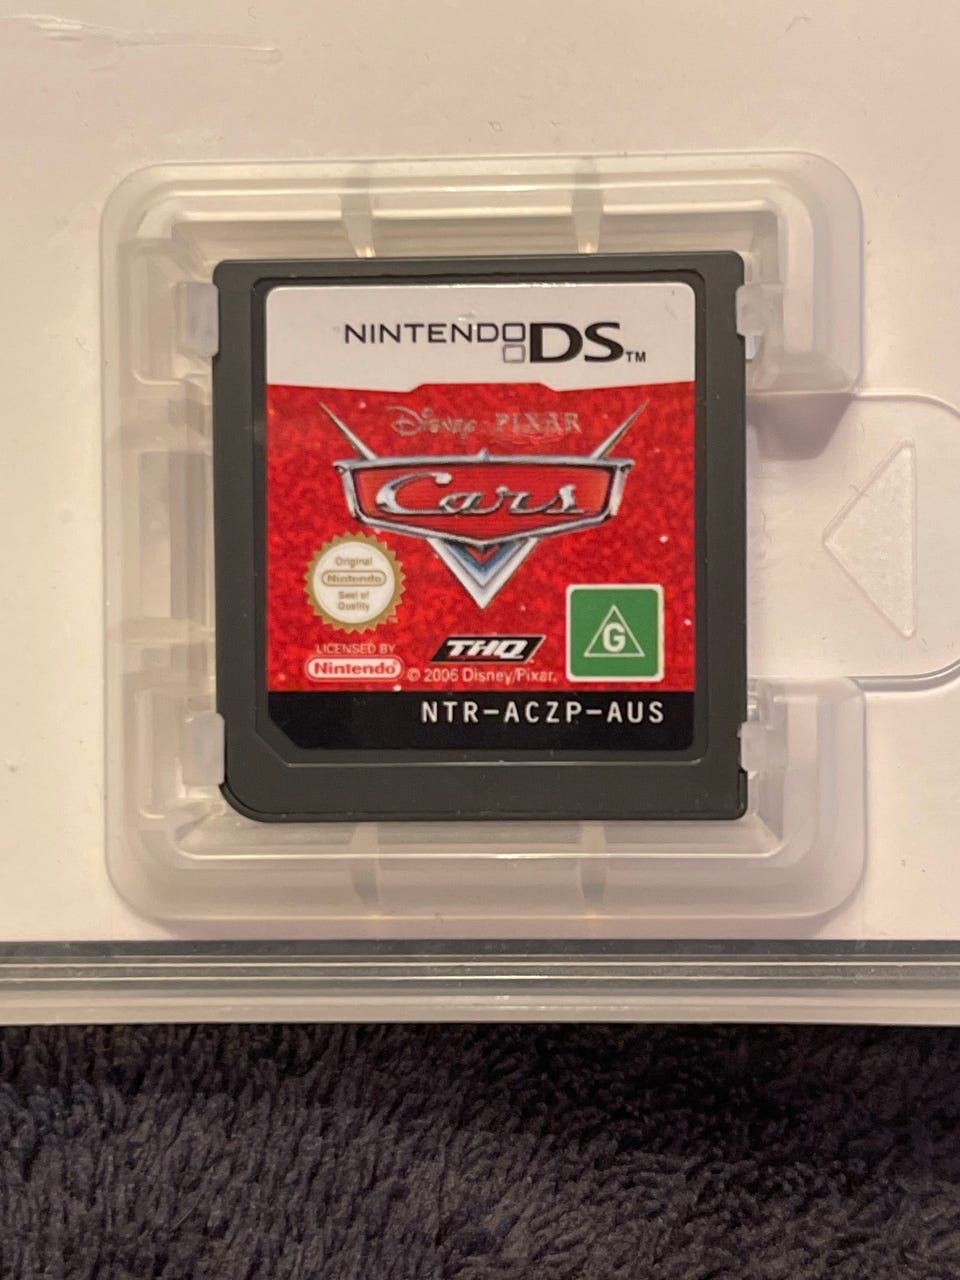 NINTENDO DS™
Disney · PIXAR
Cars
Original
Nintendo
Seal of
Quality
LICENSED BY
Nintendo®
THQ
© 2006 Disney/Pixar.
G
NTR-ACZP-AUS